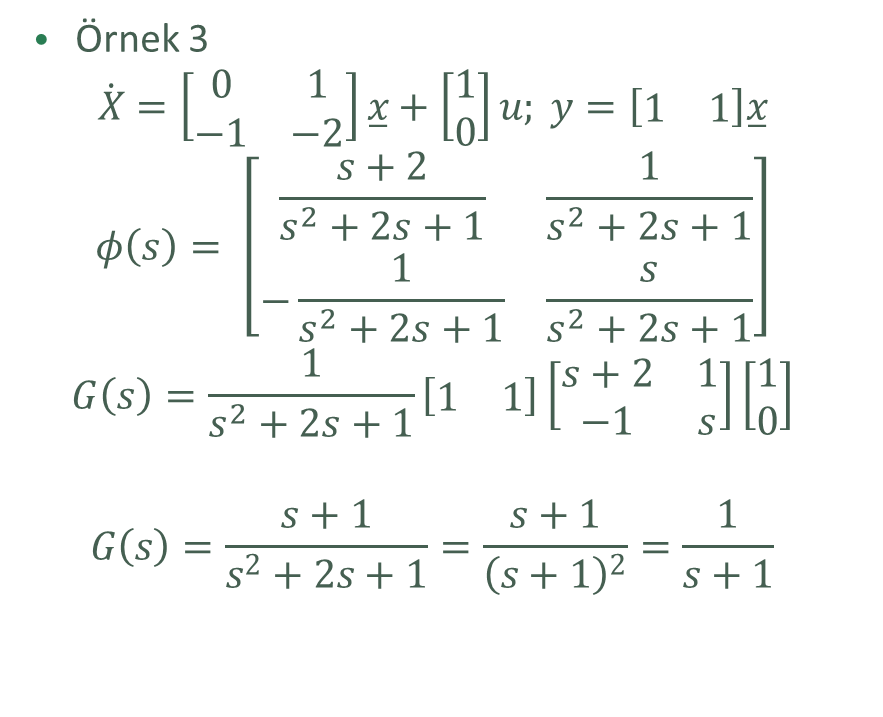 • Örnek 3
Ẋ = [0 1; −1 −2] x + [1; 0] u; y = [1 1]x
ϕ(s) = [(s + 2)/(s² + 2s + 1) 1/(s² + 2s + 1); −1/(s² + 2s + 1) s/(s² + 2s + 1)]
G(s) = 1/(s² + 2s + 1) [1 1] [s + 2 1; −1 s] [1; 0]
G(s) = (s + 1)/(s² + 2s + 1) = (s + 1)/(s + 1)² = 1/(s + 1)